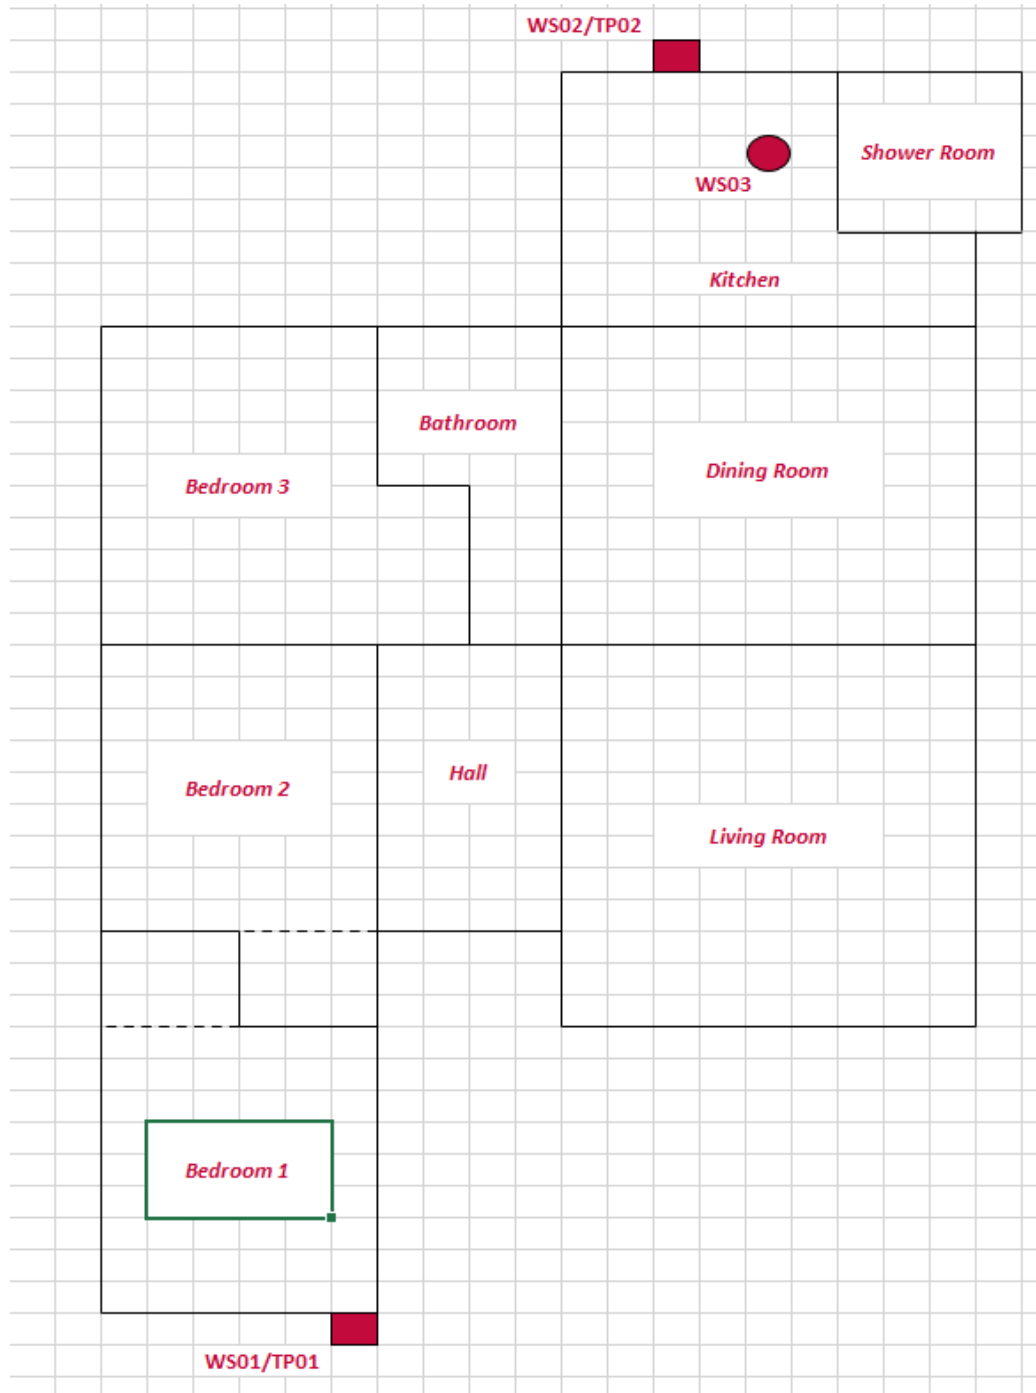 WS02/TP02
Shower Room
WS03
Kitchen
Bathroom
Dining Room
Bedroom 3
Hall
Bedroom 2
Living Room
Bedroom 1
WS01/TP01